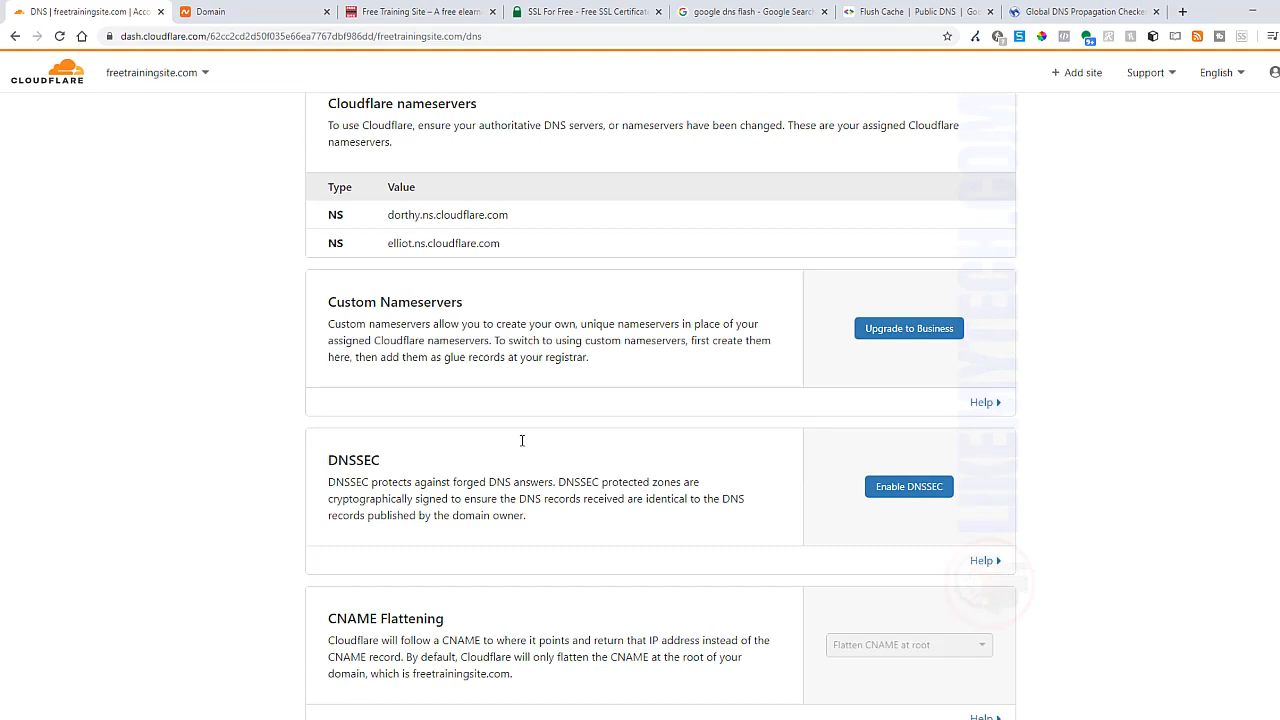 DNS | freetrainingsite.com | Acco
Domain
Free Training Site – A free elearn
SSL For Free - Free SSL Certificate
google dns flash - Google Search
Flush Cache | Public DNS | Goo
Global DNS Propagation Checker
dash.cloudflare.com/62cc2cd2d50f035e66ea7767dbf986dd/freetrainingsite.com/dns
CLOUDFLARE
freetrainingsite.com
+ Add site
Support
English
Cloudflare nameservers
To use Cloudflare, ensure your authoritative DNS servers, or nameservers have been changed. These are your assigned Cloudflare
nameservers.
Type Value
NS dorthy.ns.cloudflare.com
NS elliot.ns.cloudflare.com
Custom Nameservers
Custom nameservers allow you to create your own, unique nameservers in place of your
assigned Cloudflare nameservers. To switch to using custom nameservers, first create them
here, then add them as glue records at your registrar.
Upgrade to Business
Help
DNSSEC
DNSSEC protects against forged DNS answers. DNSSEC protected zones are
cryptographically signed to ensure the DNS records received are identical to the DNS
records published by the domain owner.
Enable DNSSEC
Help
CNAME Flattening
Cloudflare will follow a CNAME to where it points and return that IP address instead of the
CNAME record. By default, Cloudflare will only flatten the CNAME at the root of your
domain, which is freetrainingsite.com.
Flatten CNAME at root
Help
LIKEMYTECH.COM